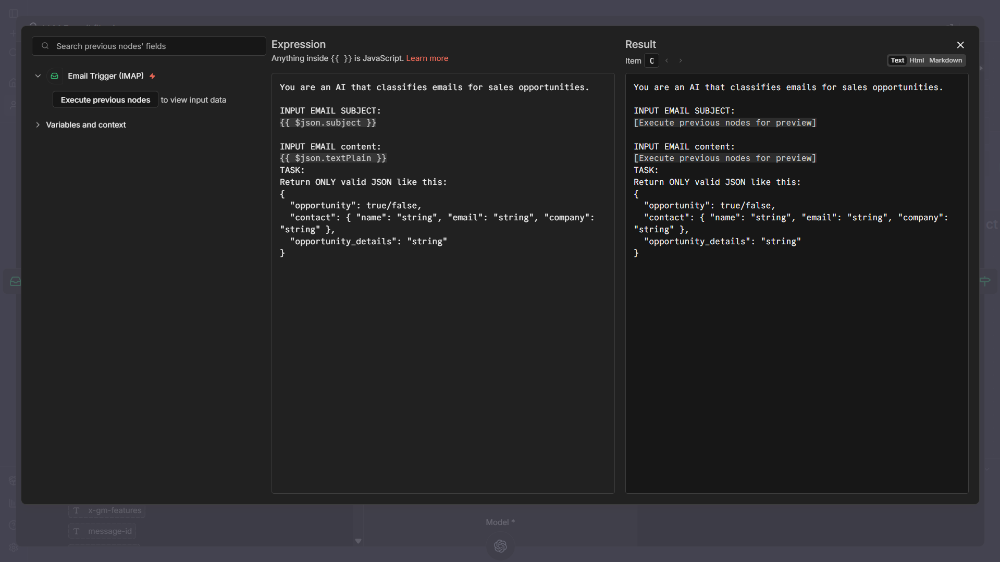 Search previous nodes' fields
Email Trigger (IMAP)
Execute previous nodes to view input data
Variables and context
Expression
Anything inside {{ }} is JavaScript. Learn more
You are an AI that classifies emails for sales opportunities.
INPUT EMAIL SUBJECT:
{{ $json.subject }}
INPUT EMAIL content:
{{ $json.textPlain }}
TASK:
Return ONLY valid JSON like this:
{
"opportunity": true/false,
"contact": { "name": "string", "email": "string", "company":
"string" },
"opportunity_details": "string"
}
Result
Item 0
Text Html Markdown
You are an AI that classifies emails for sales opportunities.
INPUT EMAIL SUBJECT:
[Execute previous nodes for preview]
INPUT EMAIL content:
[Execute previous nodes for preview]
TASK:
Return ONLY valid JSON like this:
{
"opportunity": true/false,
"contact": { "name": "string", "email": "string", "company":
"string" },
"opportunity_details": "string"
}
T x-gm-features
T message-id
Model *